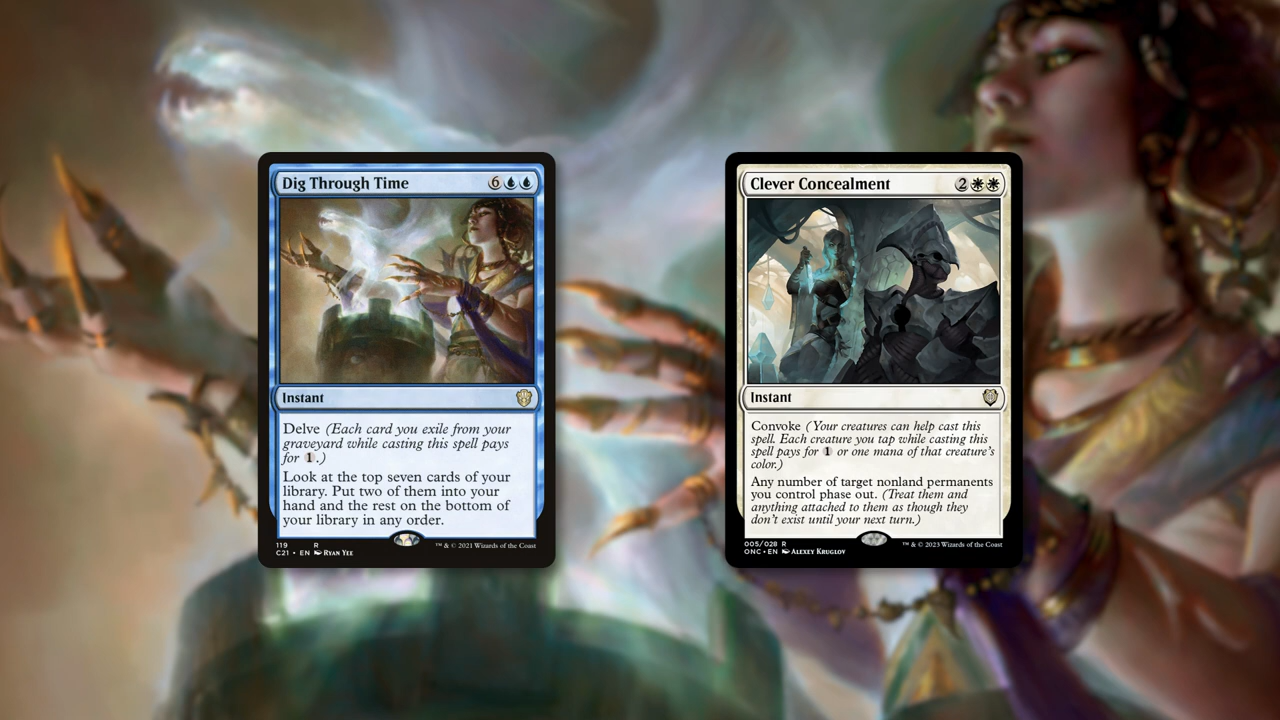 Dig Through Time 6
Instant
Delve (Each card you exile from your
graveyard while casting this spell pays
for 1.)
Look at the top seven cards of your
library. Put two of them into your
hand and the rest on the bottom of
your library in any order.
119 R
C21 • EN Ryan Yee
™ & © 2021 Wizards of the Coast
Clever Concealment 2
Instant
Convoke (Your creatures can help cast this
spell. Each creature you tap while casting this
spell pays for 1 or one mana of that creature's
color.)
Any number of target nonland permanents
you control phase out. (Treat them and
anything attached to them as though they
don't exist until your next turn.)
005/028 R
ONC • EN Alexey Kruglov
™ & © 2023 Wizards of the Coast